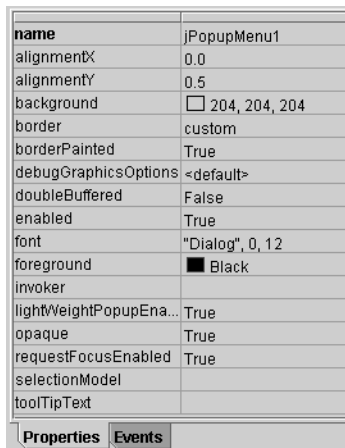 name jPopupMenu1
alignmentX 0.0
alignmentY 0.5
background 204, 204, 204
border custom
borderPainted True
debugGraphicsOptions <default>
doubleBuffered False
enabled True
font "Dialog", 0, 12
foreground Black
invoker
lightWeightPopupEna... True
opaque True
requestFocusEnabled True
selectionModel
toolTipText
Properties Events